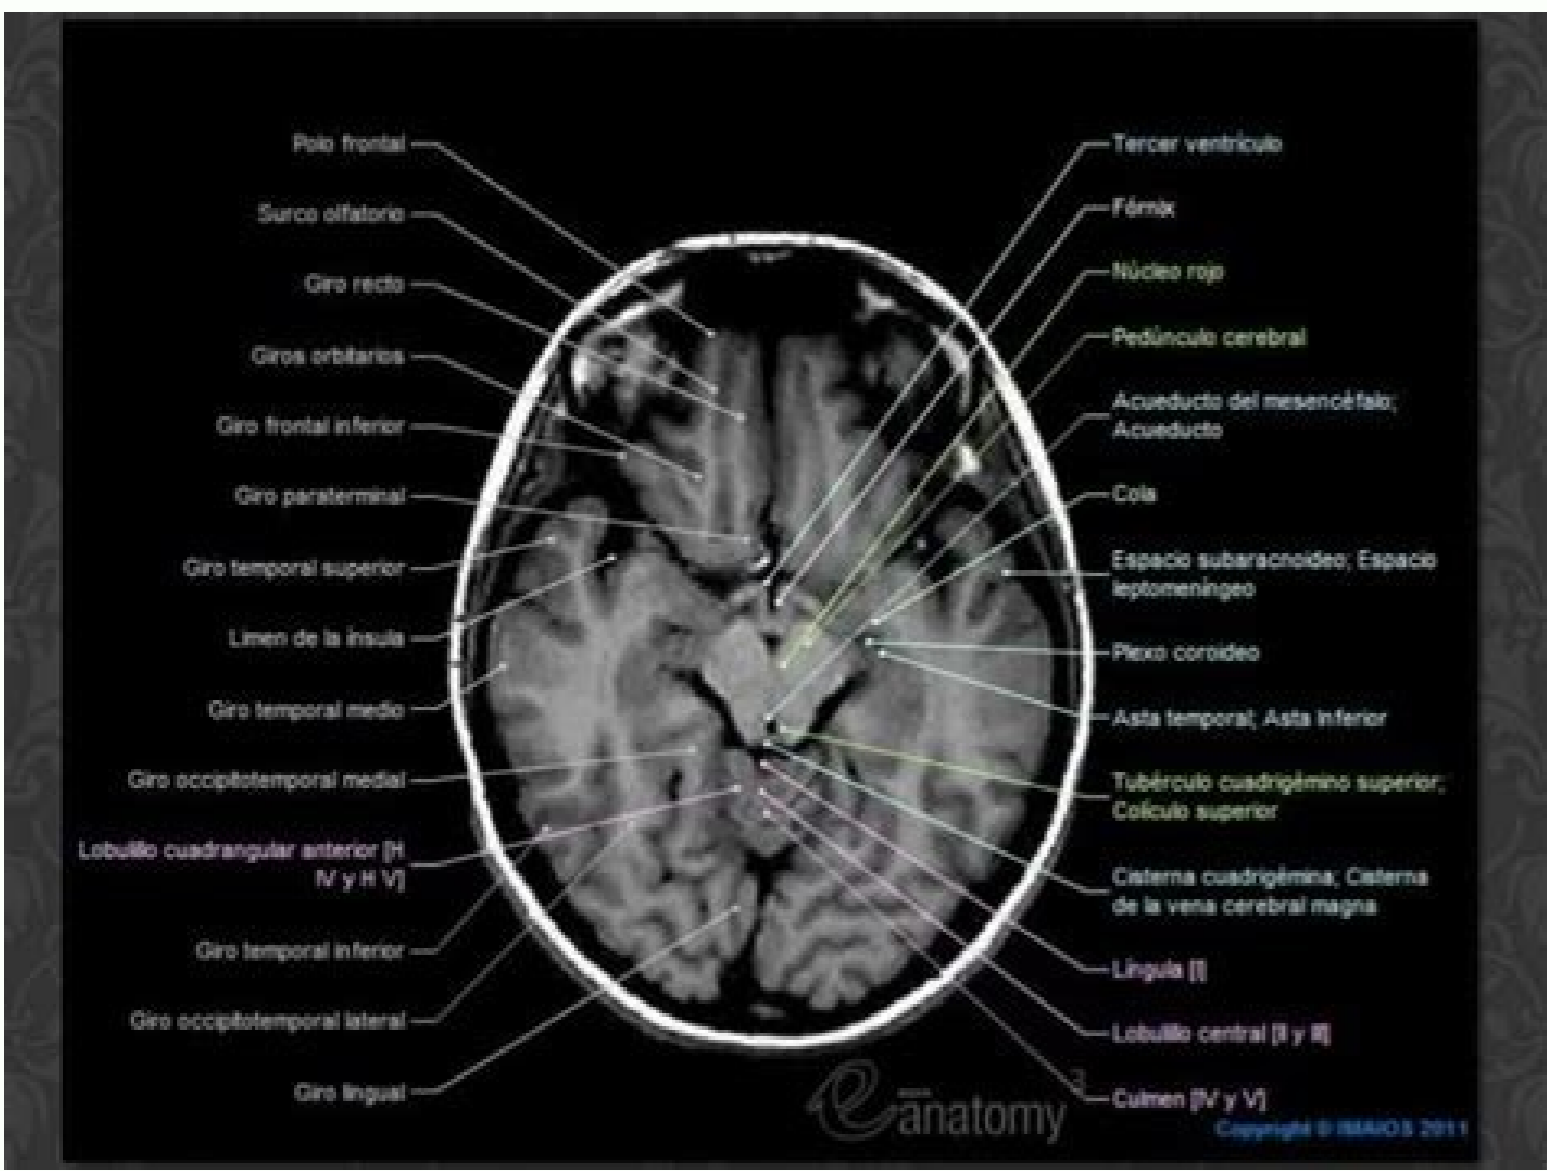 Polo frontal
Surco olfatorio
Giro recto
Giros orbitarios
Giro frontal inferior
Giro paraterminal
Giro temporal superior
Limen de la ínsula
Giro temporal medio
Giro occipitotemporal medial
Lobulillo cuadrangular anterior [H
IV y H V]
Giro temporal inferior
Giro occipitotemporal lateral
Giro lingual
Tercer ventrículo
Fórnix
Núcleo rojo
Pedúnculo cerebral
Acueducto del mesencéfalo;
Acueducto
Cola
Espacio subaracnoideo; Espacio
leptomeníngeo
Plexo coroideo
Asta temporal; Asta Inferior
Tubérculo cuadrigémino superior;
Colículo superior
Cisterna cuadrigémina; Cisterna
de la vena cerebral magna
Língula [I]
Lobulillo central [II y III]
Culmen [IV y V]
e anatomy
3
Copyright © IMAIOS 2011